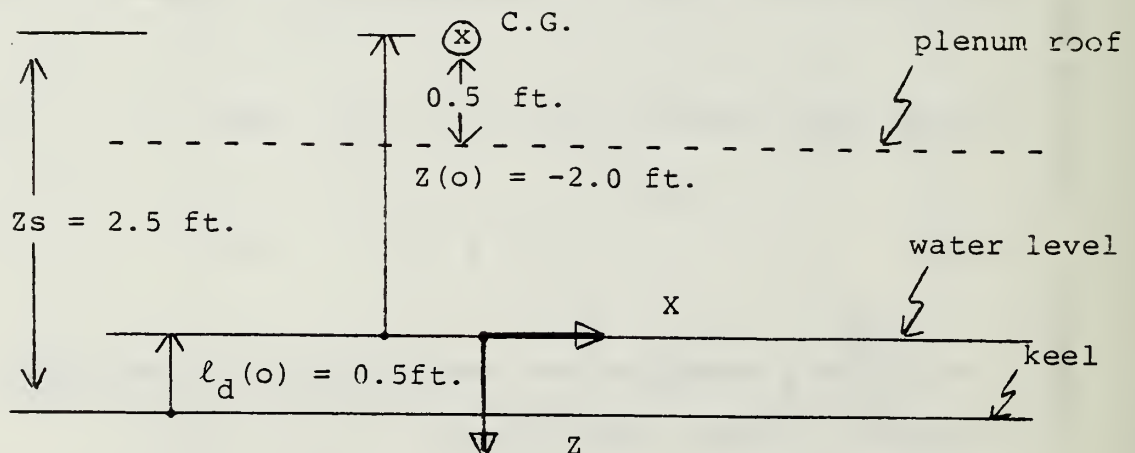 C.G.
X
plenum roof
0.5 ft.
Z(o) = -2.0 ft.
Zs = 2.5 ft.
water level
X
keel
ℓd(o) = 0.5ft.
Z